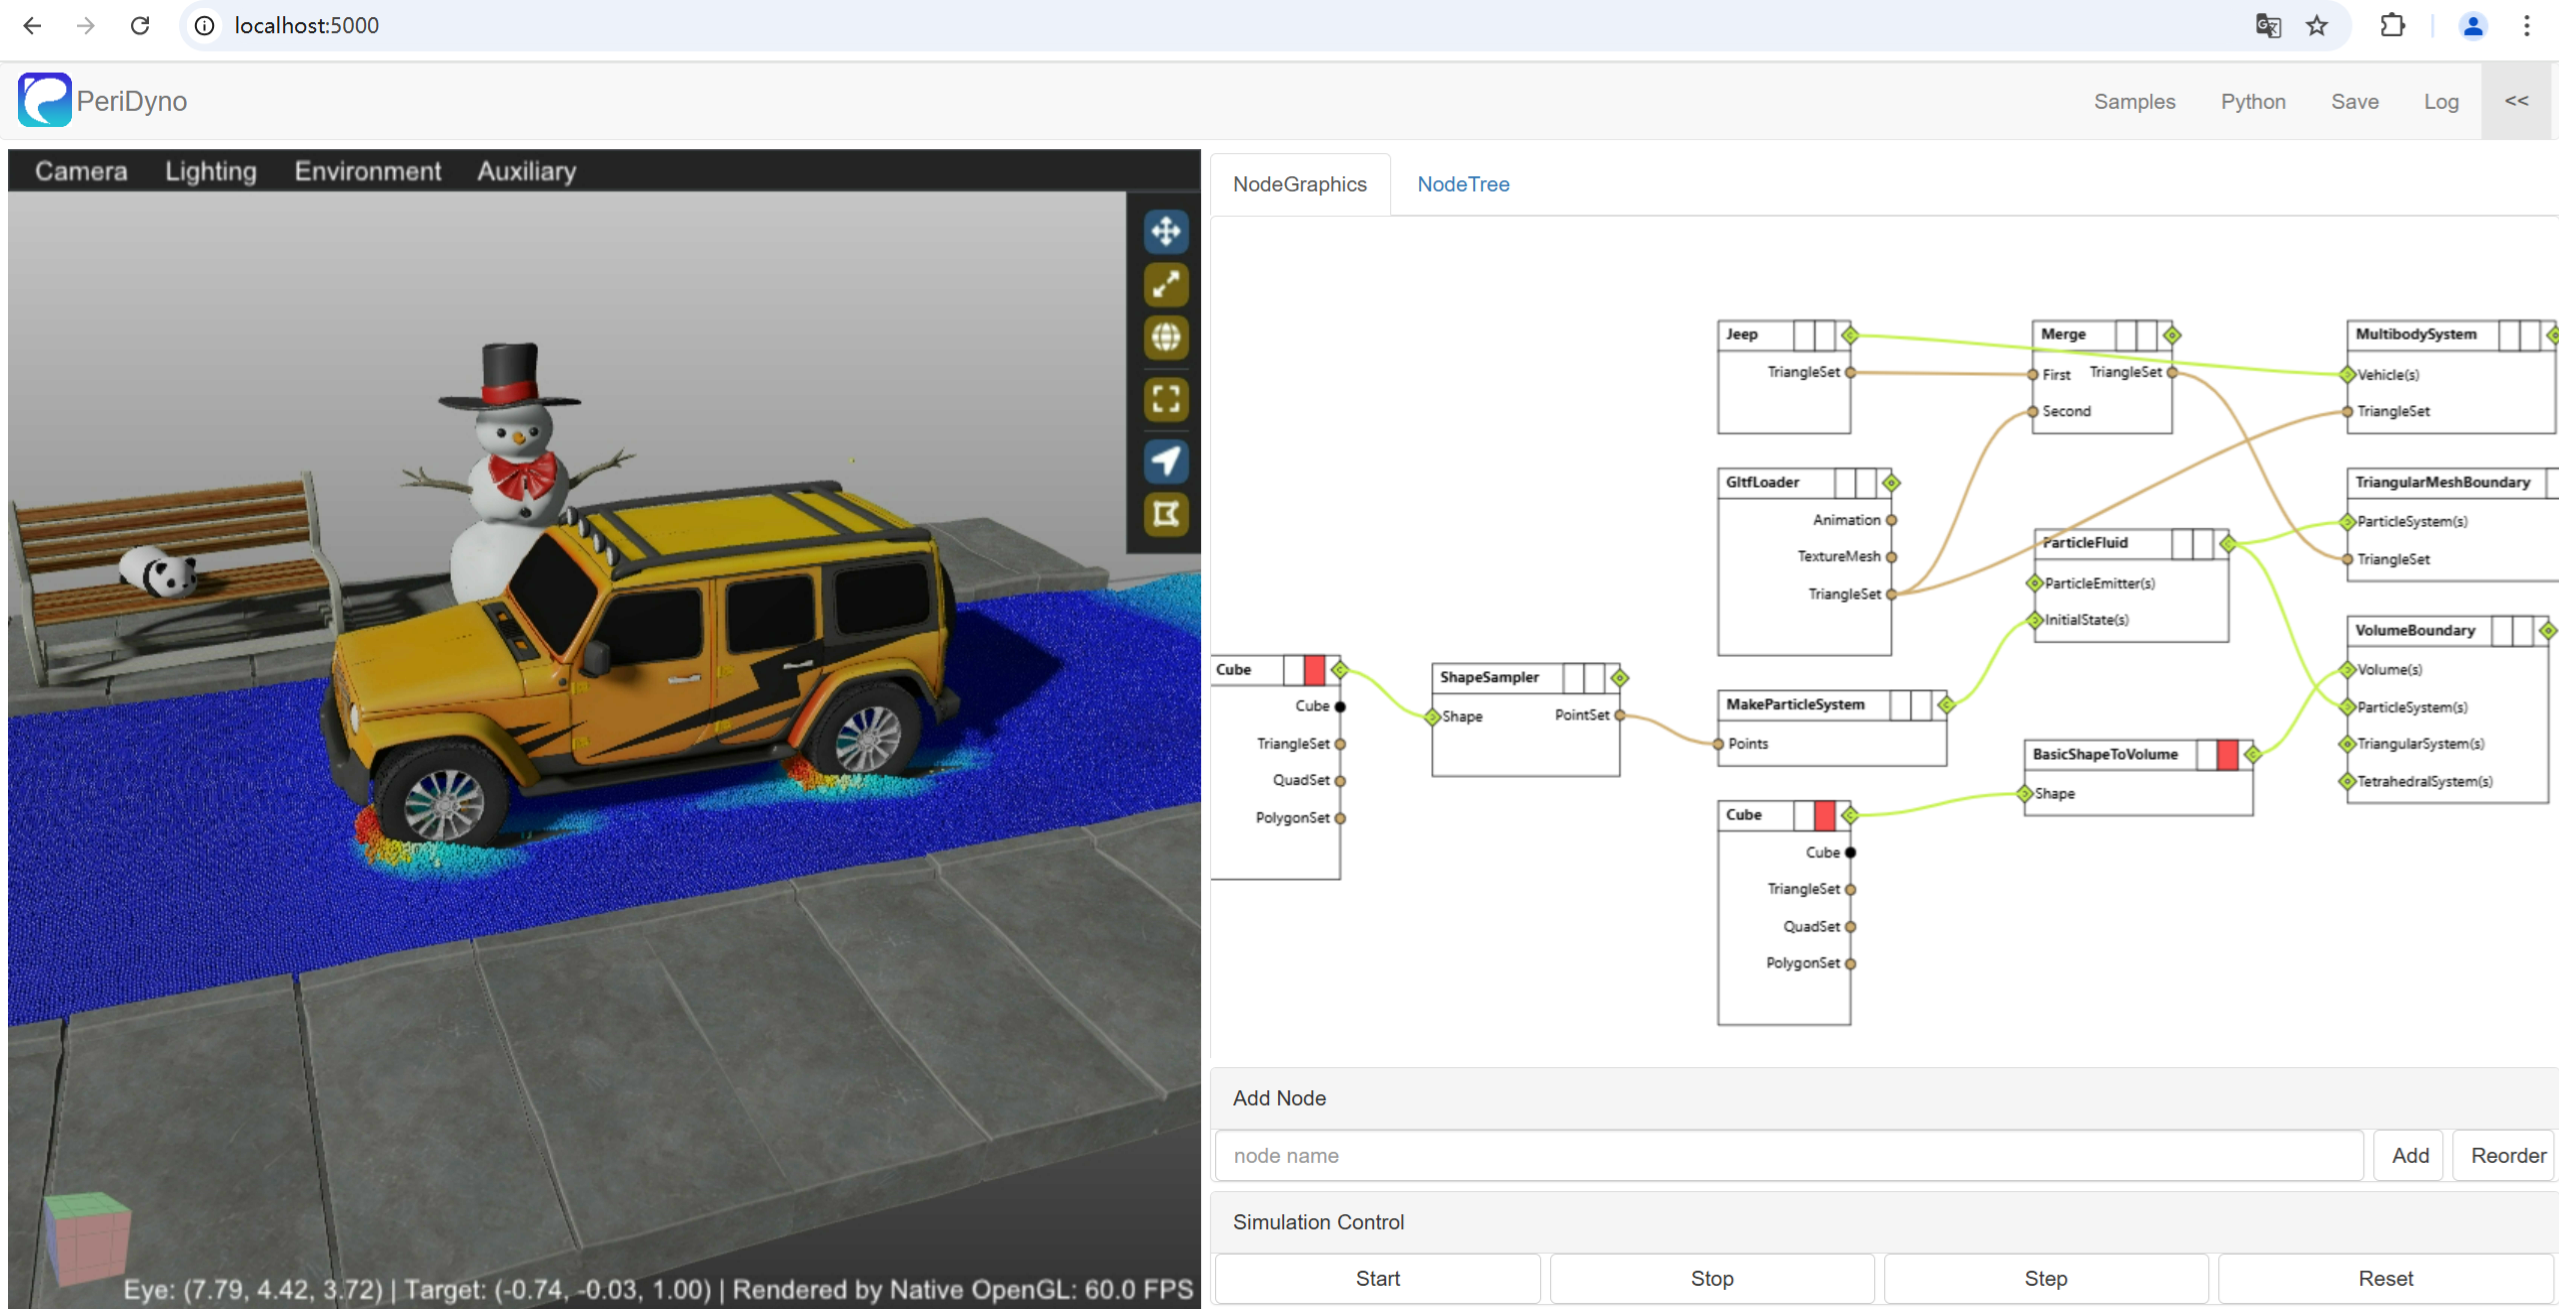 localhost:5000
PeriDyno
Samples
Python
Save
Log
<<
Camera
Lighting
Environment
Auxiliary
Eye: (7.79, 4.42, 3.72) | Target: (-0.74, -0.03, 1.00) | Rendered by Native OpenGL: 60.0 FPS
NodeGraphics
NodeTree
Cube
Cube
TriangleSet
QuadSet
PolygonSet
ShapeSampler
Shape
PointSet
Jeep
TriangleSet
GltfLoader
Animation
TextureMesh
TriangleSet
MakeParticleSystem
Points
Cube
Cube
TriangleSet
QuadSet
PolygonSet
Merge
First
TriangleSet
Second
ParticleFluid
ParticleEmitter(s)
InitialState(s)
BasicShapeToVolume
Shape
MultibodySystem
Vehicle(s)
TriangleSet
TriangularMeshBoundary
ParticleSystem(s)
TriangleSet
VolumeBoundary
Volume(s)
ParticleSystem(s)
TriangularSystem(s)
TetrahedralSystem(s)
Add Node
node name
Add
Reorder
Simulation Control
Start
Stop
Step
Reset